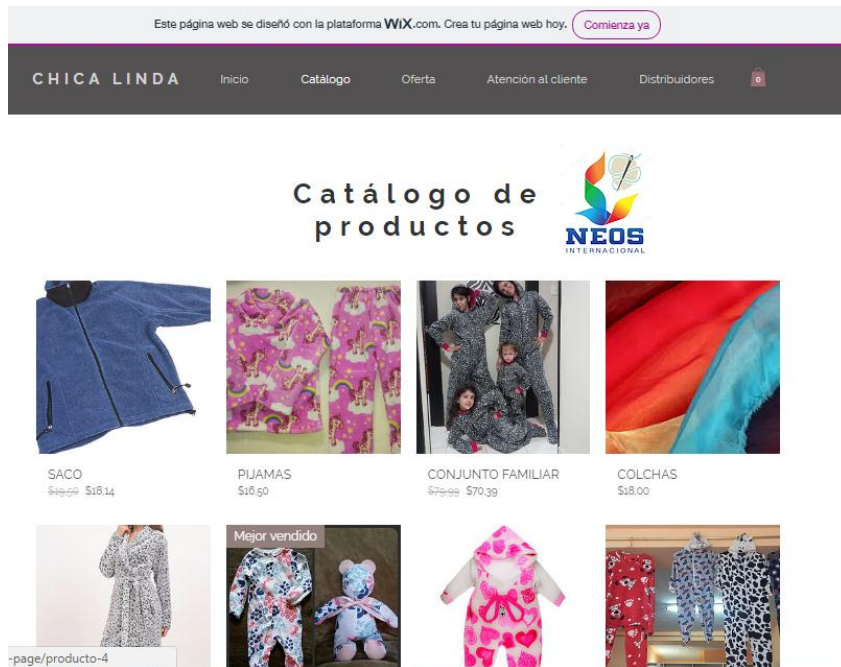 Este página web se diseñó con la plataforma WiX.com. Crea tu página web hoy. Comienza ya
CHICA LINDA Inicio Catálogo Oferta Atención al cliente Distribuidores 0
Catálogo de
productos
NEOS
INTERNACIONAL
SACO
$19,50 $18,14
PIJAMAS
$16,50
CONJUNTO FAMILIAR
$79,99 $70,39
COLCHAS
$18,00
Mejor vendido
-page/producto-4